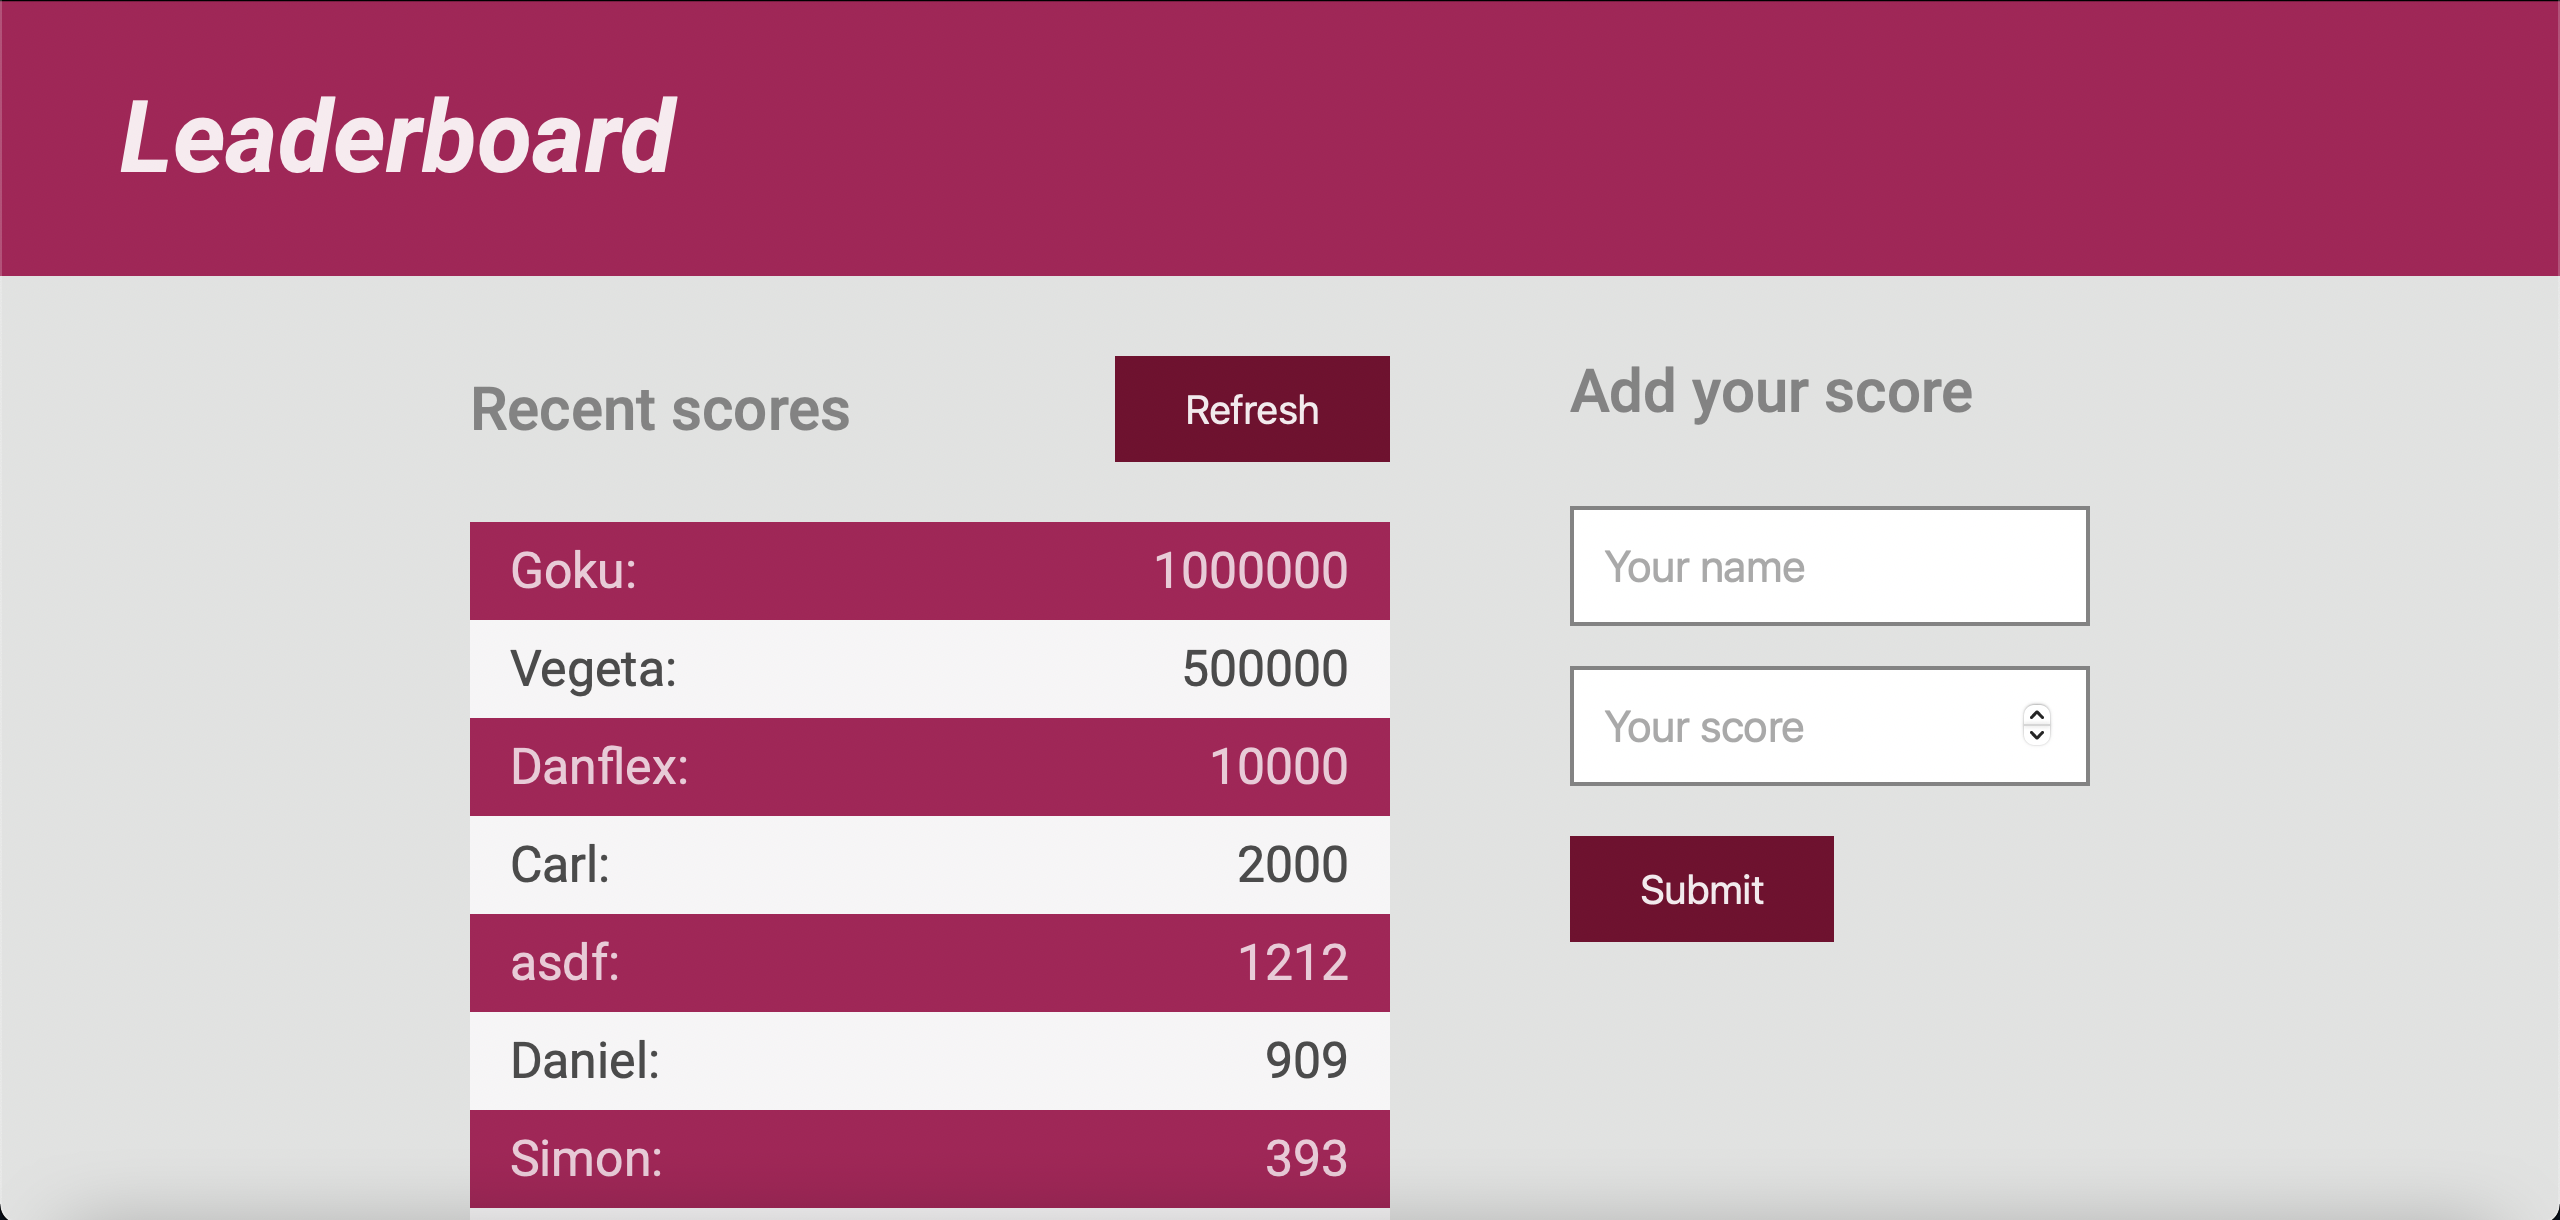 Leaderboard
Recent scores
Refresh
Goku: 1000000
Vegeta: 500000
Danflex: 10000
Carl: 2000
asdf: 1212
Daniel: 909
Simon: 393
Add your score
Your name
Your score
Submit